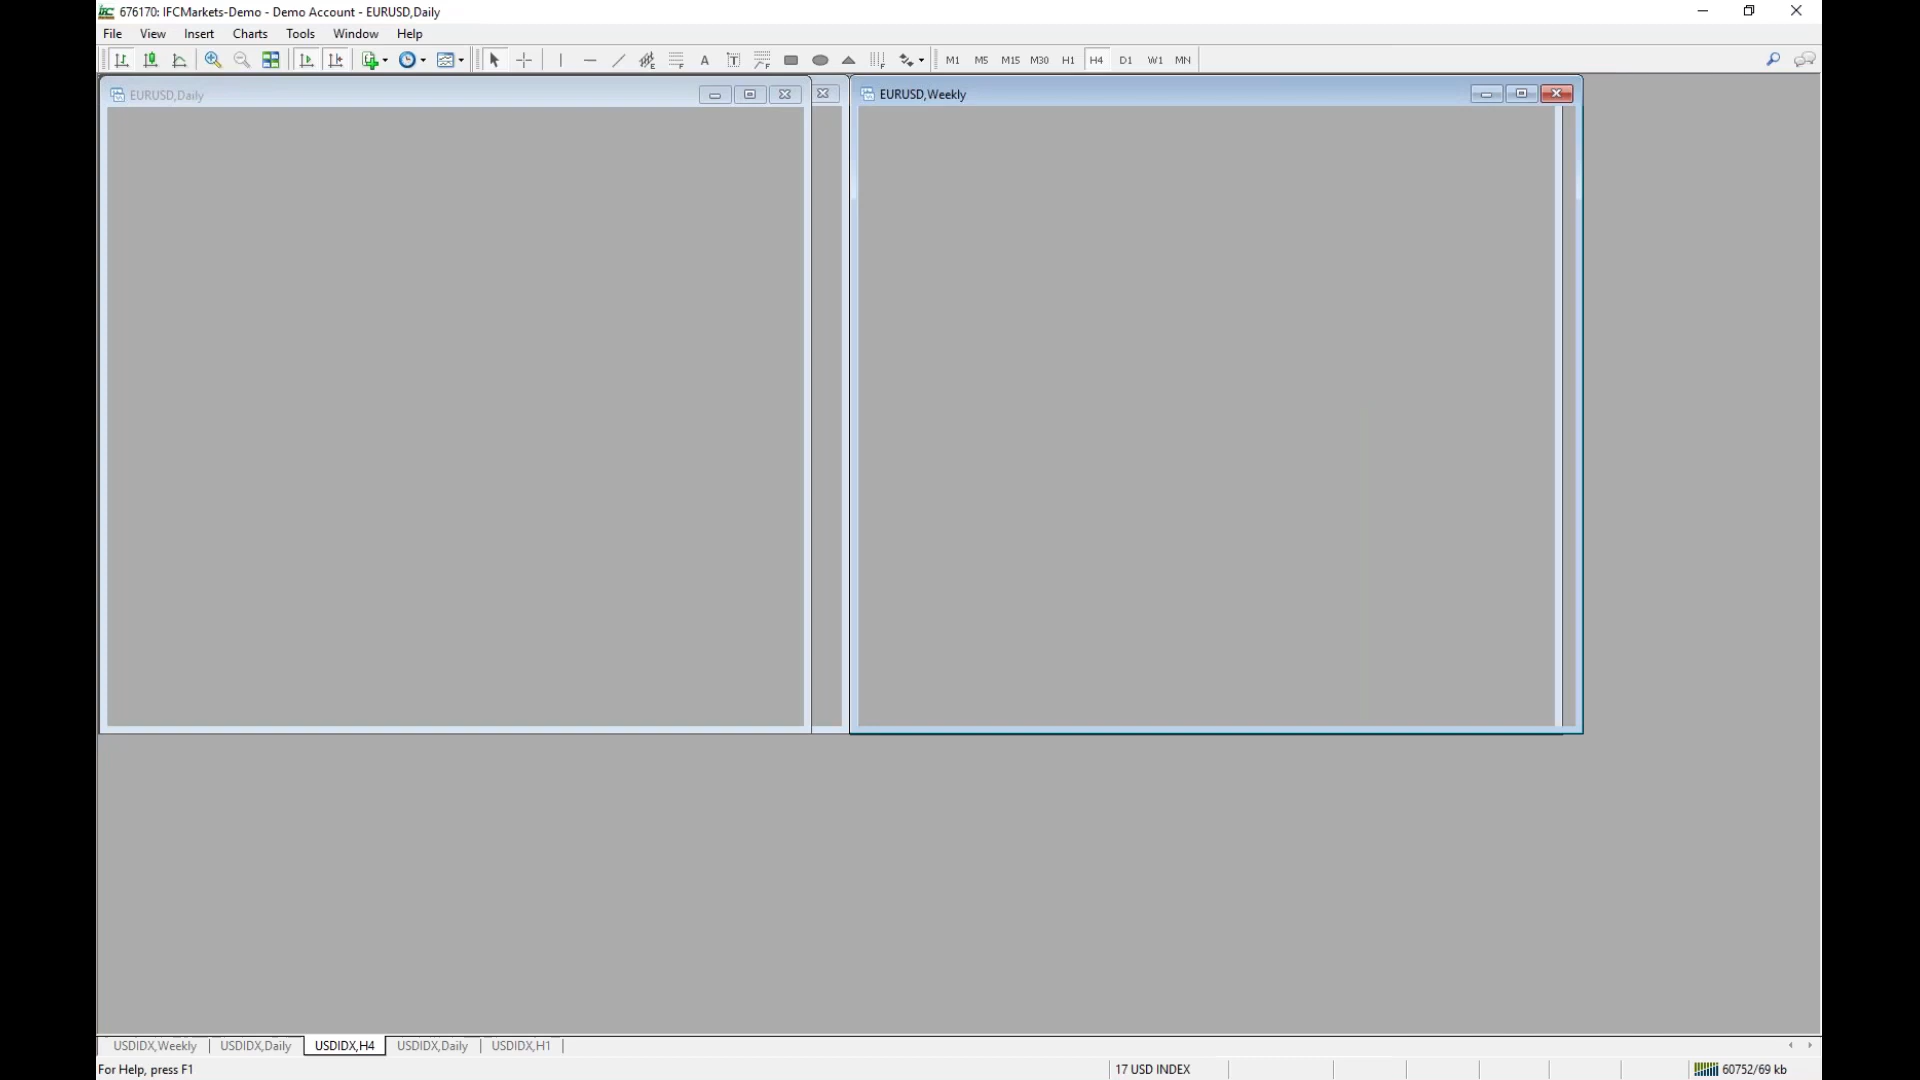 676170: IFCMarkets-Demo - Demo Account - EURUSD,Daily
File View Insert Charts Tools Window Help
A T F F F M1 M5 M15 M30 H1 H4 D1 W1 MN
EURUSD,Daily
EURUSD,Weekly
USDIDX,Weekly USDIDX,Daily USDIDX,H4 USDIDX,Daily USDIDX,H1
For Help, press F1 17 USD INDEX 60752/69 kb